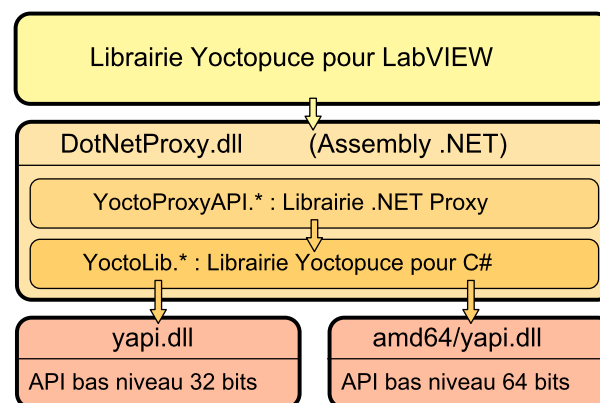 Librairie Yoctopuce pour LabVIEW
DotNetProxy.dll (Assembly .NET)
YoctoProxyAPI.* : Librairie .NET Proxy
YoctoLib.* : Librairie Yoctopuce pour C#
yapi.dll
API bas niveau 32 bits
amd64/yapi.dll
API bas niveau 64 bits